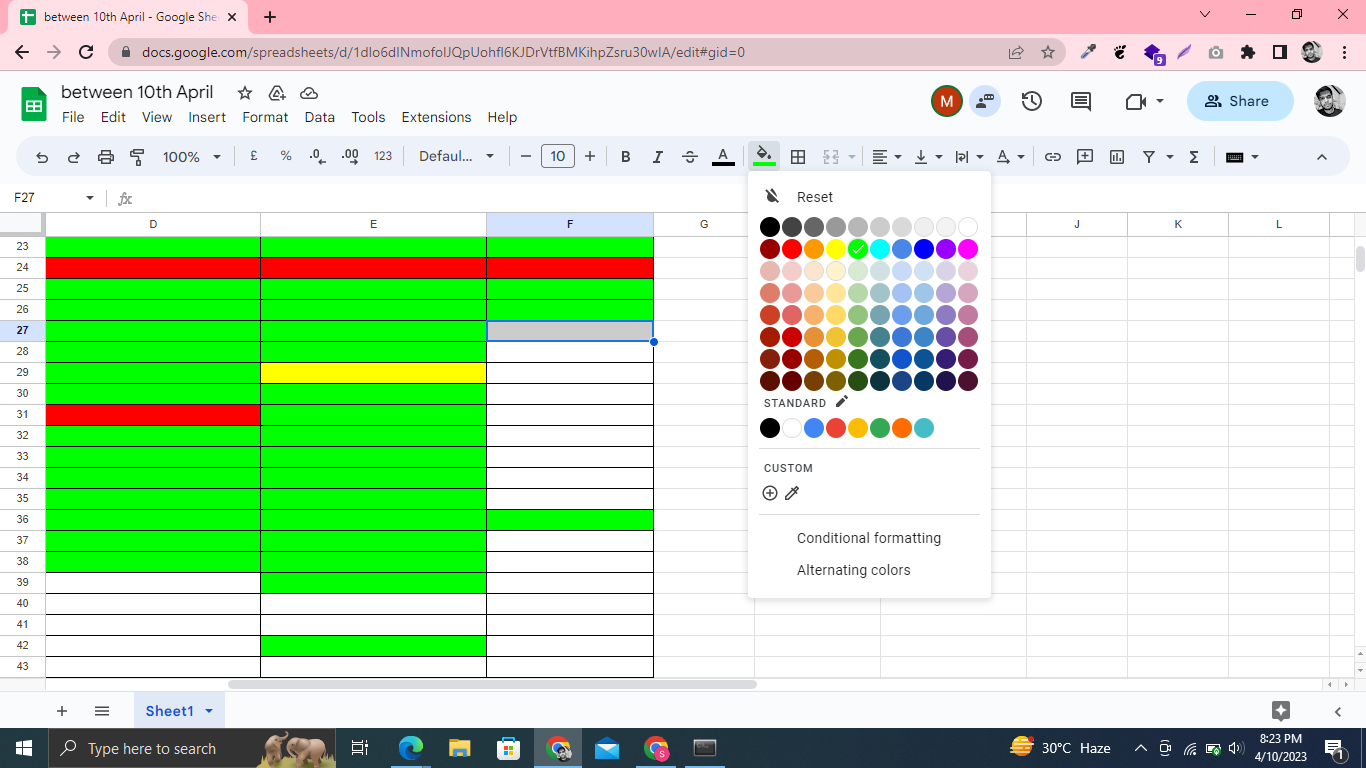 between 10th April - Google She
docs.google.com/spreadsheets/d/1dIo6dINmofolJQpUohfl6KJDrVtfBMKihpZsru30wIA/edit#gid=0
9
between 10th April
M
Share
File Edit View Insert Format Data Tools Extensions Help
100% £ % .0 .00 123 Defaul... 10 B I S A A Σ
F27 fx
Reset
D E F G J K L
23
24
25
26
27
28
29
30
31
32
33
34
35
36
37
38
39
40
41
42
43
STANDARD
CUSTOM
Conditional formatting
Alternating colors
Sheet1
Type here to search
S
30°C Haze
8:23 PM
4/10/2023
1